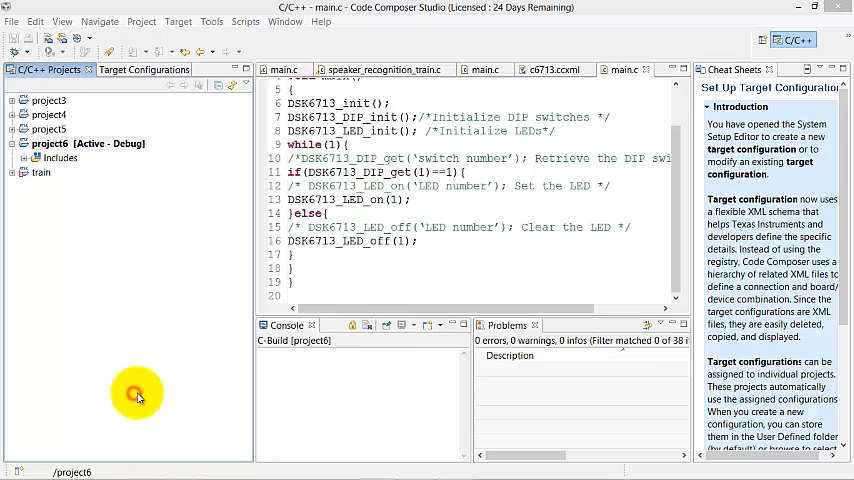 C/C++ - main.c - Code Composer Studio (Licensed : 24 Days Remaining)
File Edit View Navigate Project Target Tools Scripts Window Help
C/C++
C/C++ Projects
Target Configurations
project3
project4
project5
project6 [Active - Debug]
Includes
train
main.c
speaker_recognition_train.c
main.c
c6713.ccxml
main.c
5 {
6 DSK6713_init();
7 DSK6713_DIP_init();/*Initialize DIP switches */
8 DSK6713_LED_init(); /*Initialize LEDs*/
9 while(1){
10 /*DSK6713_DIP_get(‘switch number’); Retrieve the DIP swi
11 if(DSK6713_DIP_get(1)==1){
12 /* DSK6713_LED_on(‘LED number’); Set the LED */
13 DSK6713_LED_on(1);
14 }else{
15 /* DSK6713_LED_off(‘LED number’); Clear the LED */
16 DSK6713_LED_off(1);
17 }
18 }
19 }
20
Console
C-Build [project6]
Problems
0 errors, 0 warnings, 0 infos (Filter matched 0 of 38 it
Description
Cheat Sheets
Set Up Target Configuration
Introduction
You have opened the System
Setup Editor to create a new
target configuration or to
modify an existing target
configuration.
Target configuration now uses
a flexible XML schema that
helps Texas Instruments and
developers define the specific
details. Instead of using the
registry, Code Composer uses a
hierarchy of related XML files to
define a connection and board/
device combination. Since the
target configurations are XML
files, they are easily deleted,
copied, and displayed.
Target configurations can be
assigned to individual projects.
These projects automatically
use the assigned configurations
When you create a new
configuration, you can store
them in the User Defined folder
(by default) or browse to select
/project6